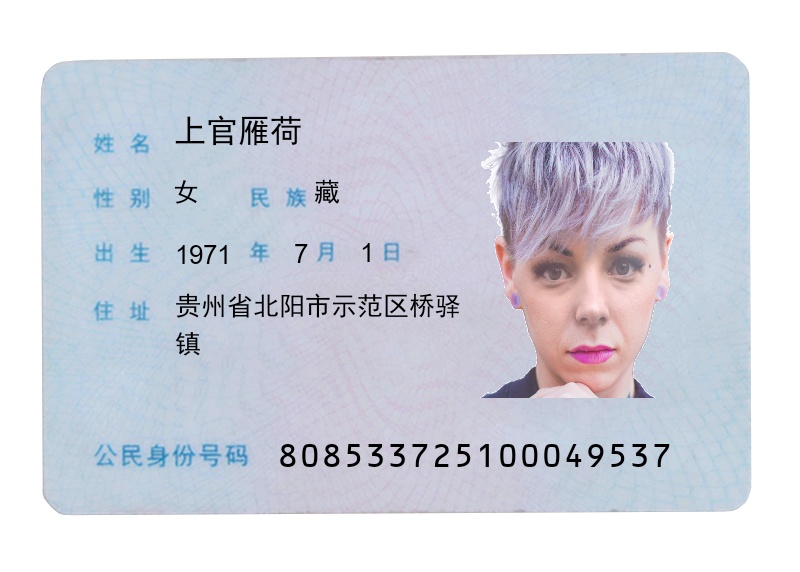 姓名 上官雁荷
性别 女 民族 藏
出生 1971 年 7 月 1 日
住址 贵州省北阳市示范区桥驿
镇
公民身份号码 808533725100049537